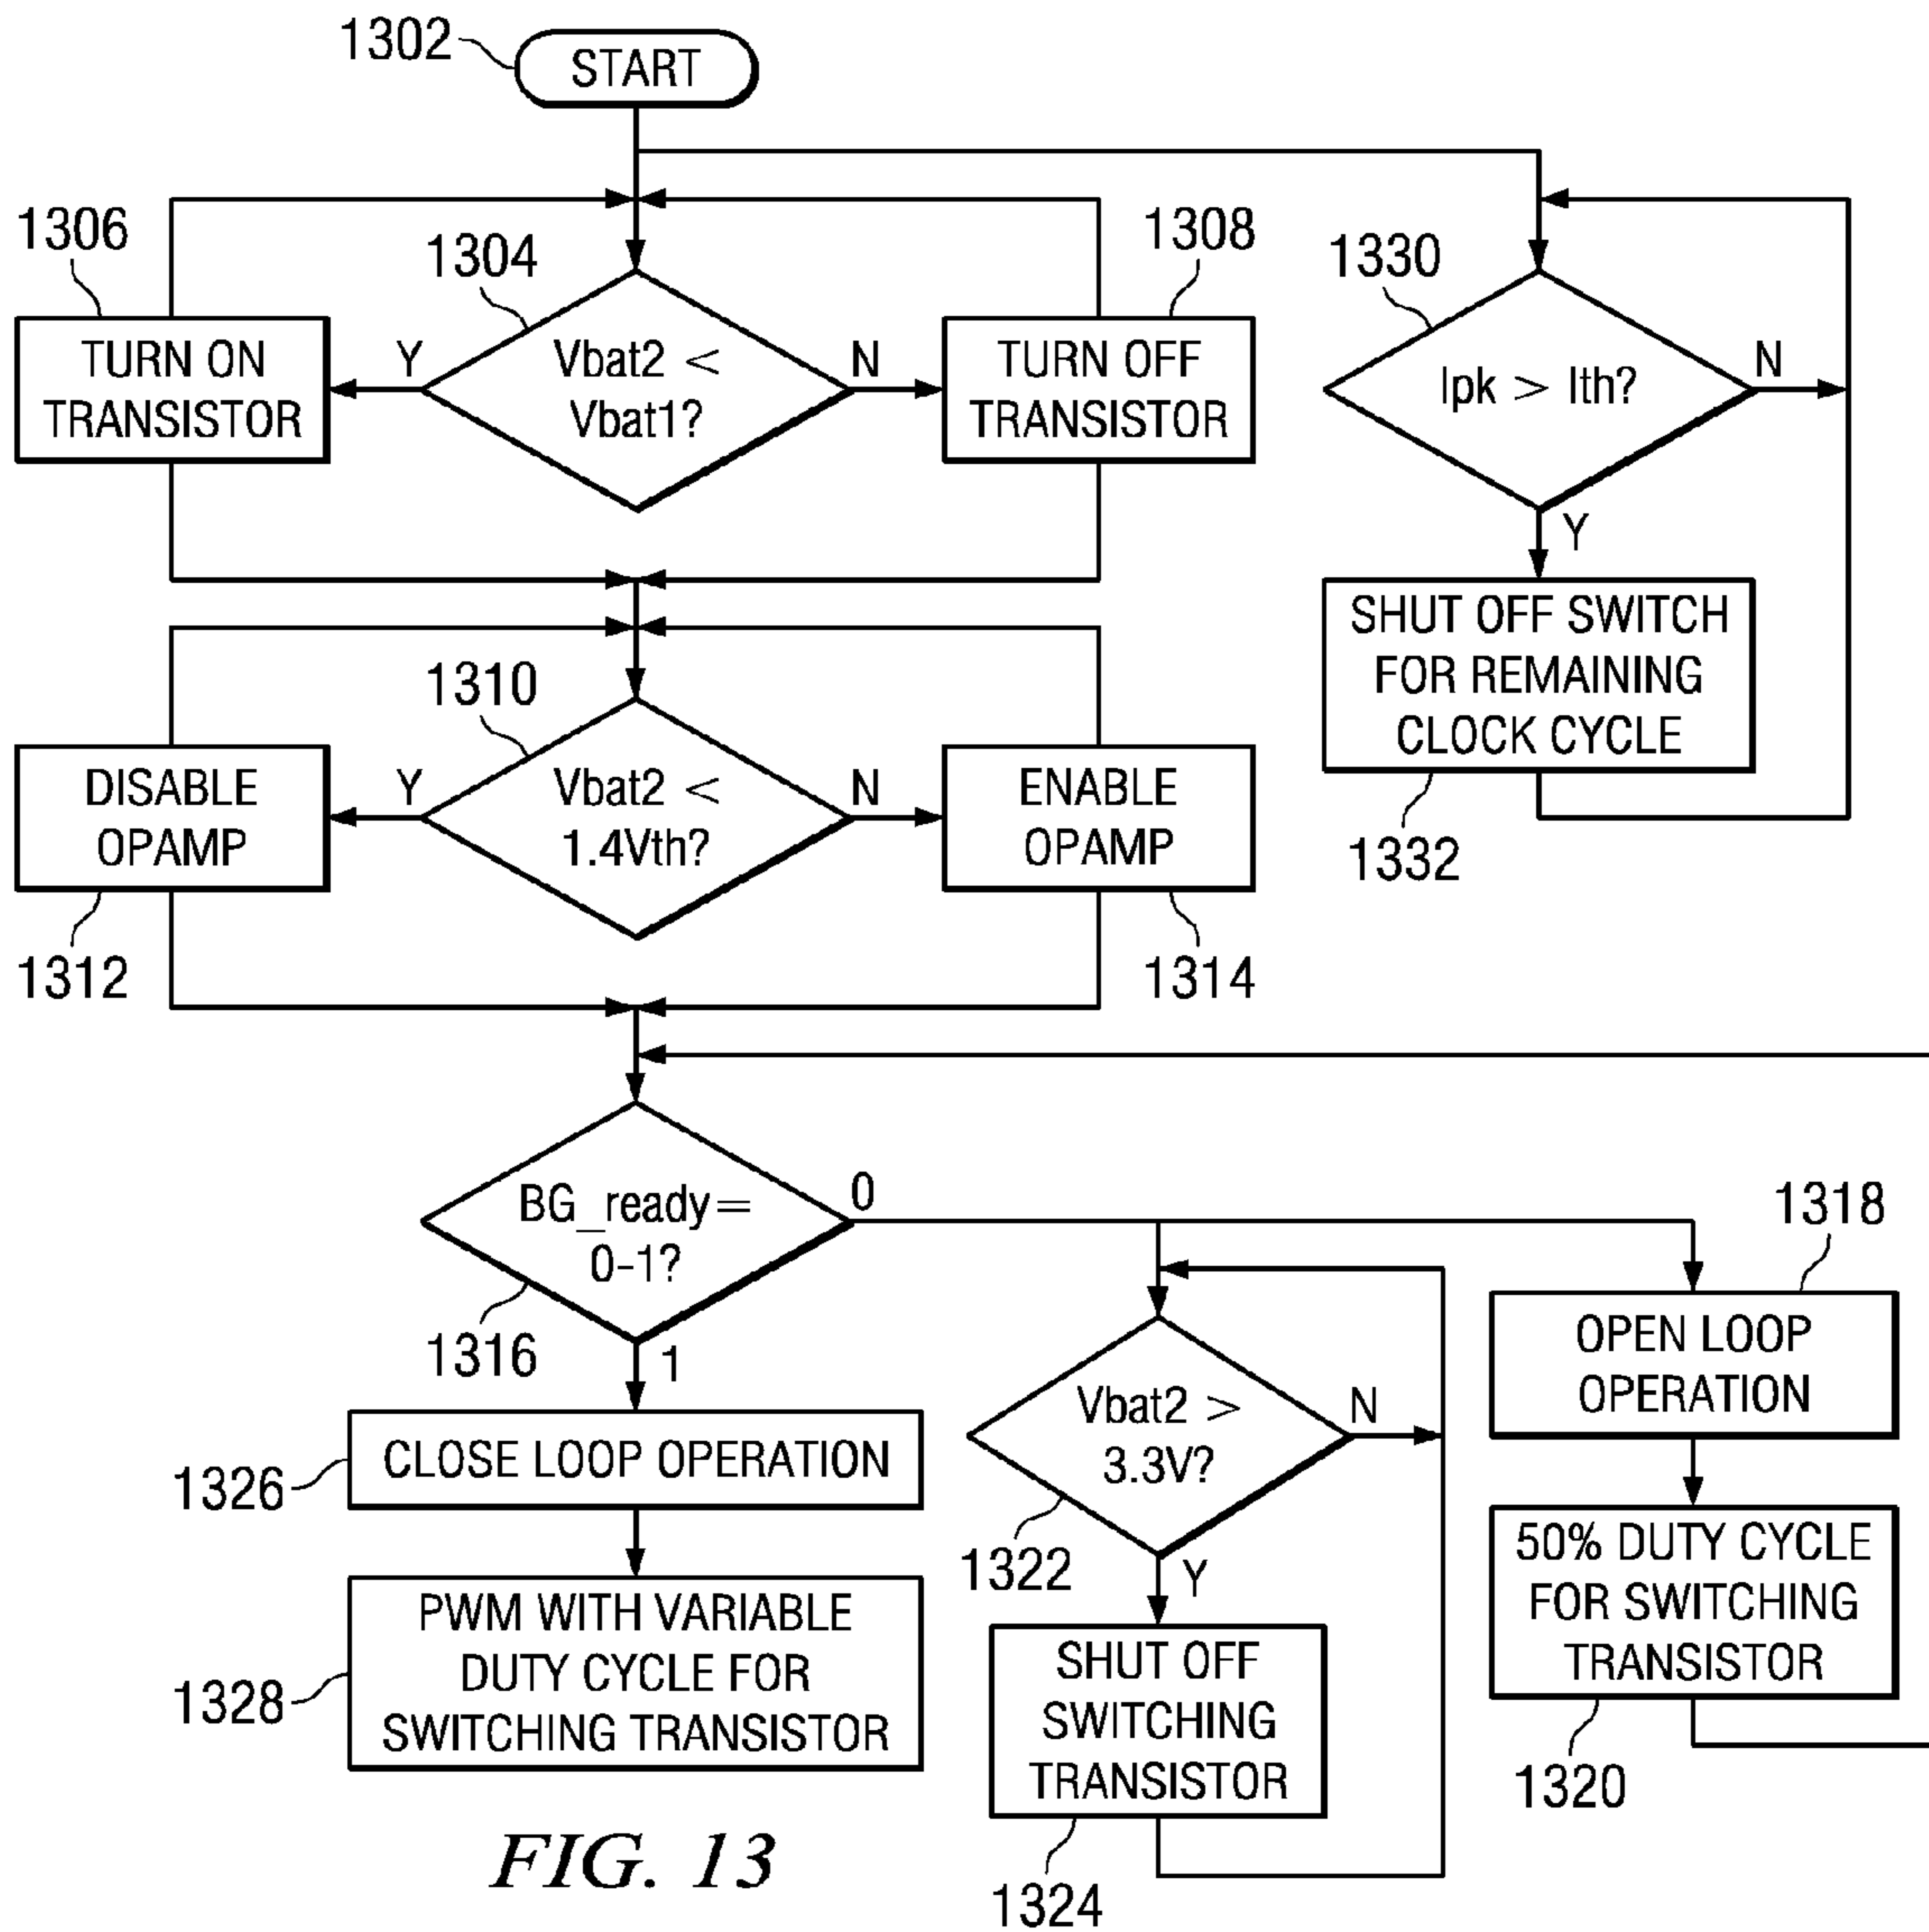 1302
START
1306
1304
1308
1330
TURN ON
TRANSISTOR
Y
Vbat2 <
Vbat1?
N
TURN OFF
TRANSISTOR
Ipk > Ith?
N
Y
SHUT OFF SWITCH
FOR REMAINING
CLOCK CYCLE
1332
1310
DISABLE
OPAMP
Y
Vbat2 <
1.4Vth?
N
ENABLE
OPAMP
1312
1314
BG_ready=
0-1?
0
1316
1
1318
OPEN LOOP
OPERATION
Vbat2 >
3.3V?
N
1322
Y
1326
CLOSE LOOP OPERATION
50% DUTY CYCLE
FOR SWITCHING
TRANSISTOR
1320
1328
PWM WITH VARIABLE
DUTY CYCLE FOR
SWITCHING TRANSISTOR
SHUT OFF
SWITCHING
TRANSISTOR
1324
FIG. 13